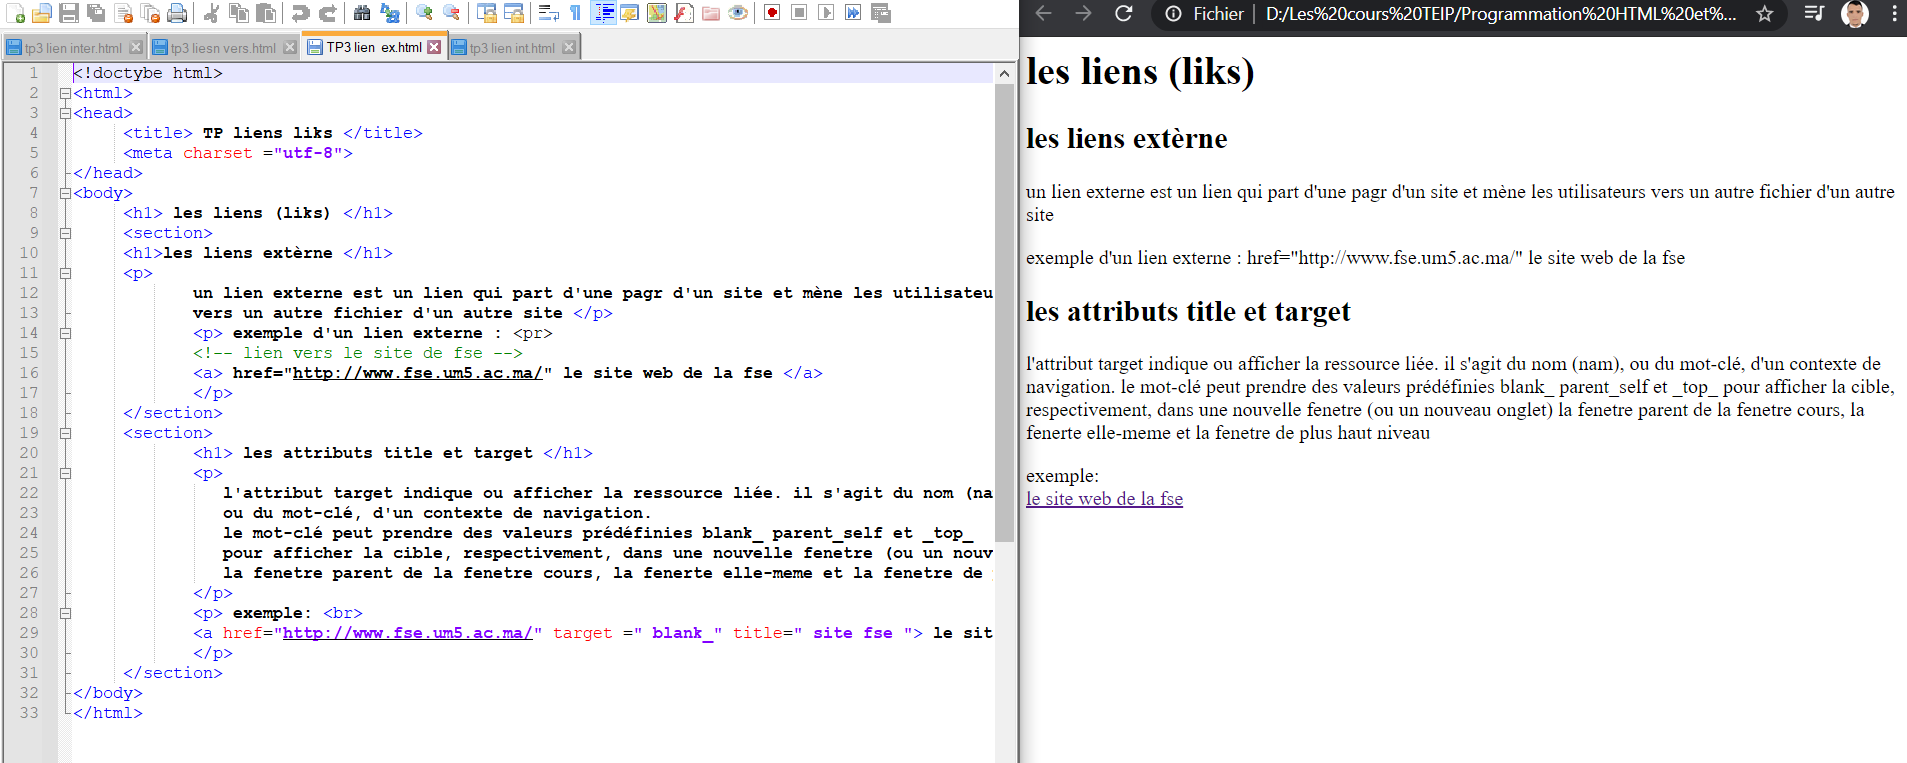 tp3 lien inter.html
tp3 liesn vers.html
TP3 lien ex.html
tp3 lien int.html
1 <!doctybe html>
2 <html>
3 <head>
4 <title> TP liens liks </title>
5 <meta charset ="utf-8">
6 </head>
7 <body>
8 <h1> les liens (liks) </h1>
9 <section>
10 <h1>les liens extèrne </h1>
11 <p>
12 un lien externe est un lien qui part d'une pagr d'un site et mène les utilisateu
13 vers un autre fichier d'un autre site </p>
14 <p> exemple d'un lien externe : <pr>
15 <!-- lien vers le site de fse -->
16 <a> href="http://www.fse.um5.ac.ma/" le site web de la fse </a>
17 </p>
18 </section>
19 <section>
20 <h1> les attributs title et target </h1>
21 <p>
22 l'attribut target indique ou afficher la ressource liée. il s'agit du nom (na
23 ou du mot-clé, d'un contexte de navigation.
24 le mot-clé peut prendre des valeurs prédéfinies blank_ parent_self et _top_
25 pour afficher la cible, respectivement, dans une nouvelle fenetre (ou un nouv
26 la fenetre parent de la fenetre cours, la fenerte elle-meme et la fenetre de
27 </p>
28 <p> exemple: <br>
29 <a href="http://www.fse.um5.ac.ma/" target =" blank_" title=" site fse "> le sit
30 </p>
31 </section>
32 </body>
33 </html>
Fichier | D:/Les%20cours%20TEIP/Programmation%20HTML%20et%...
les liens (liks)
les liens extèrne
un lien externe est un lien qui part d'une pagr d'un site et mène les utilisateurs vers un autre fichier d'un autre
site
exemple d'un lien externe : href="http://www.fse.um5.ac.ma/" le site web de la fse
les attributs title et target
l'attribut target indique ou afficher la ressource liée. il s'agit du nom (nam), ou du mot-clé, d'un contexte de
navigation. le mot-clé peut prendre des valeurs prédéfinies blank_ parent_self et _top_ pour afficher la cible,
respectivement, dans une nouvelle fenetre (ou un nouveau onglet) la fenetre parent de la fenetre cours, la
fenerte elle-meme et la fenetre de plus haut niveau
exemple:
le site web de la fse